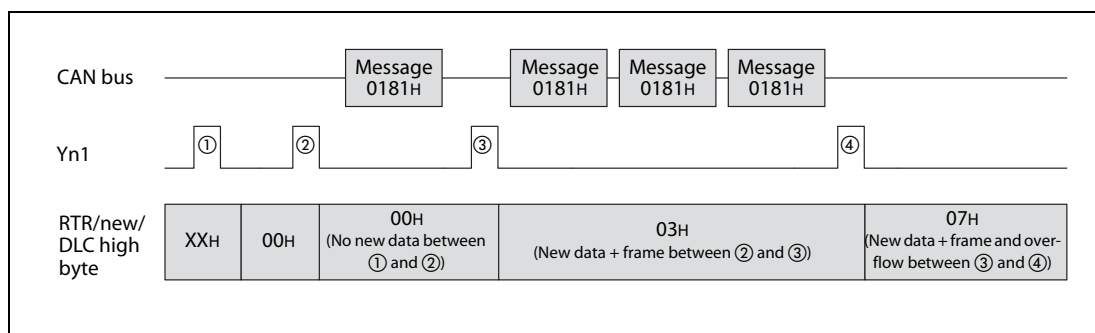 CAN bus
Message
0181H
Message
0181H
Message
0181H
Message
0181H
Yn1
①
②
③
④
RTR/new/
DLC high
byte
XXH
00H
00H
(No new data between
① and ②))
03H
(New data + frame between ② and ③))
07H
(New data + frame and over-
flow between ③ and ④)